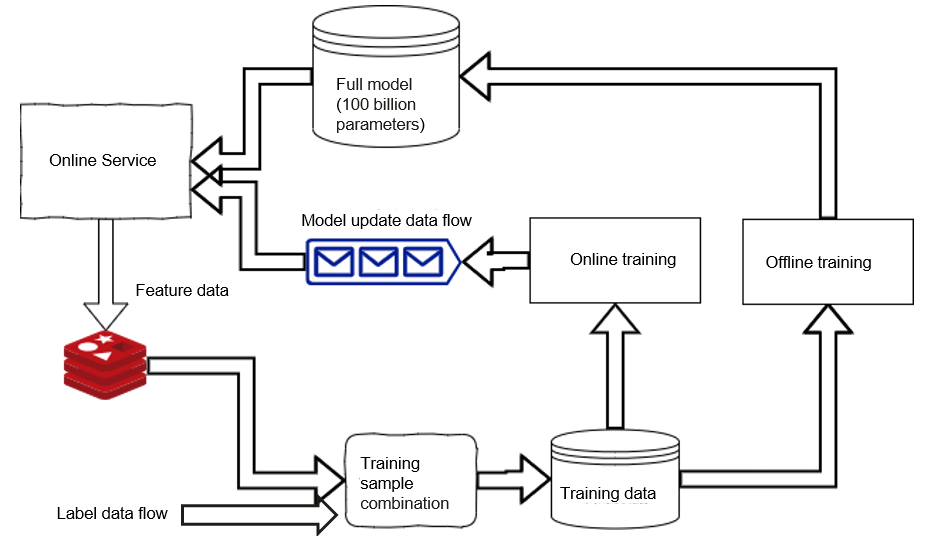 Full model
(100 billion
parameters)
Online Service
Model update data flow
Online training
Offline training
Feature data
Training
sample
combination
Training data
Label data flow